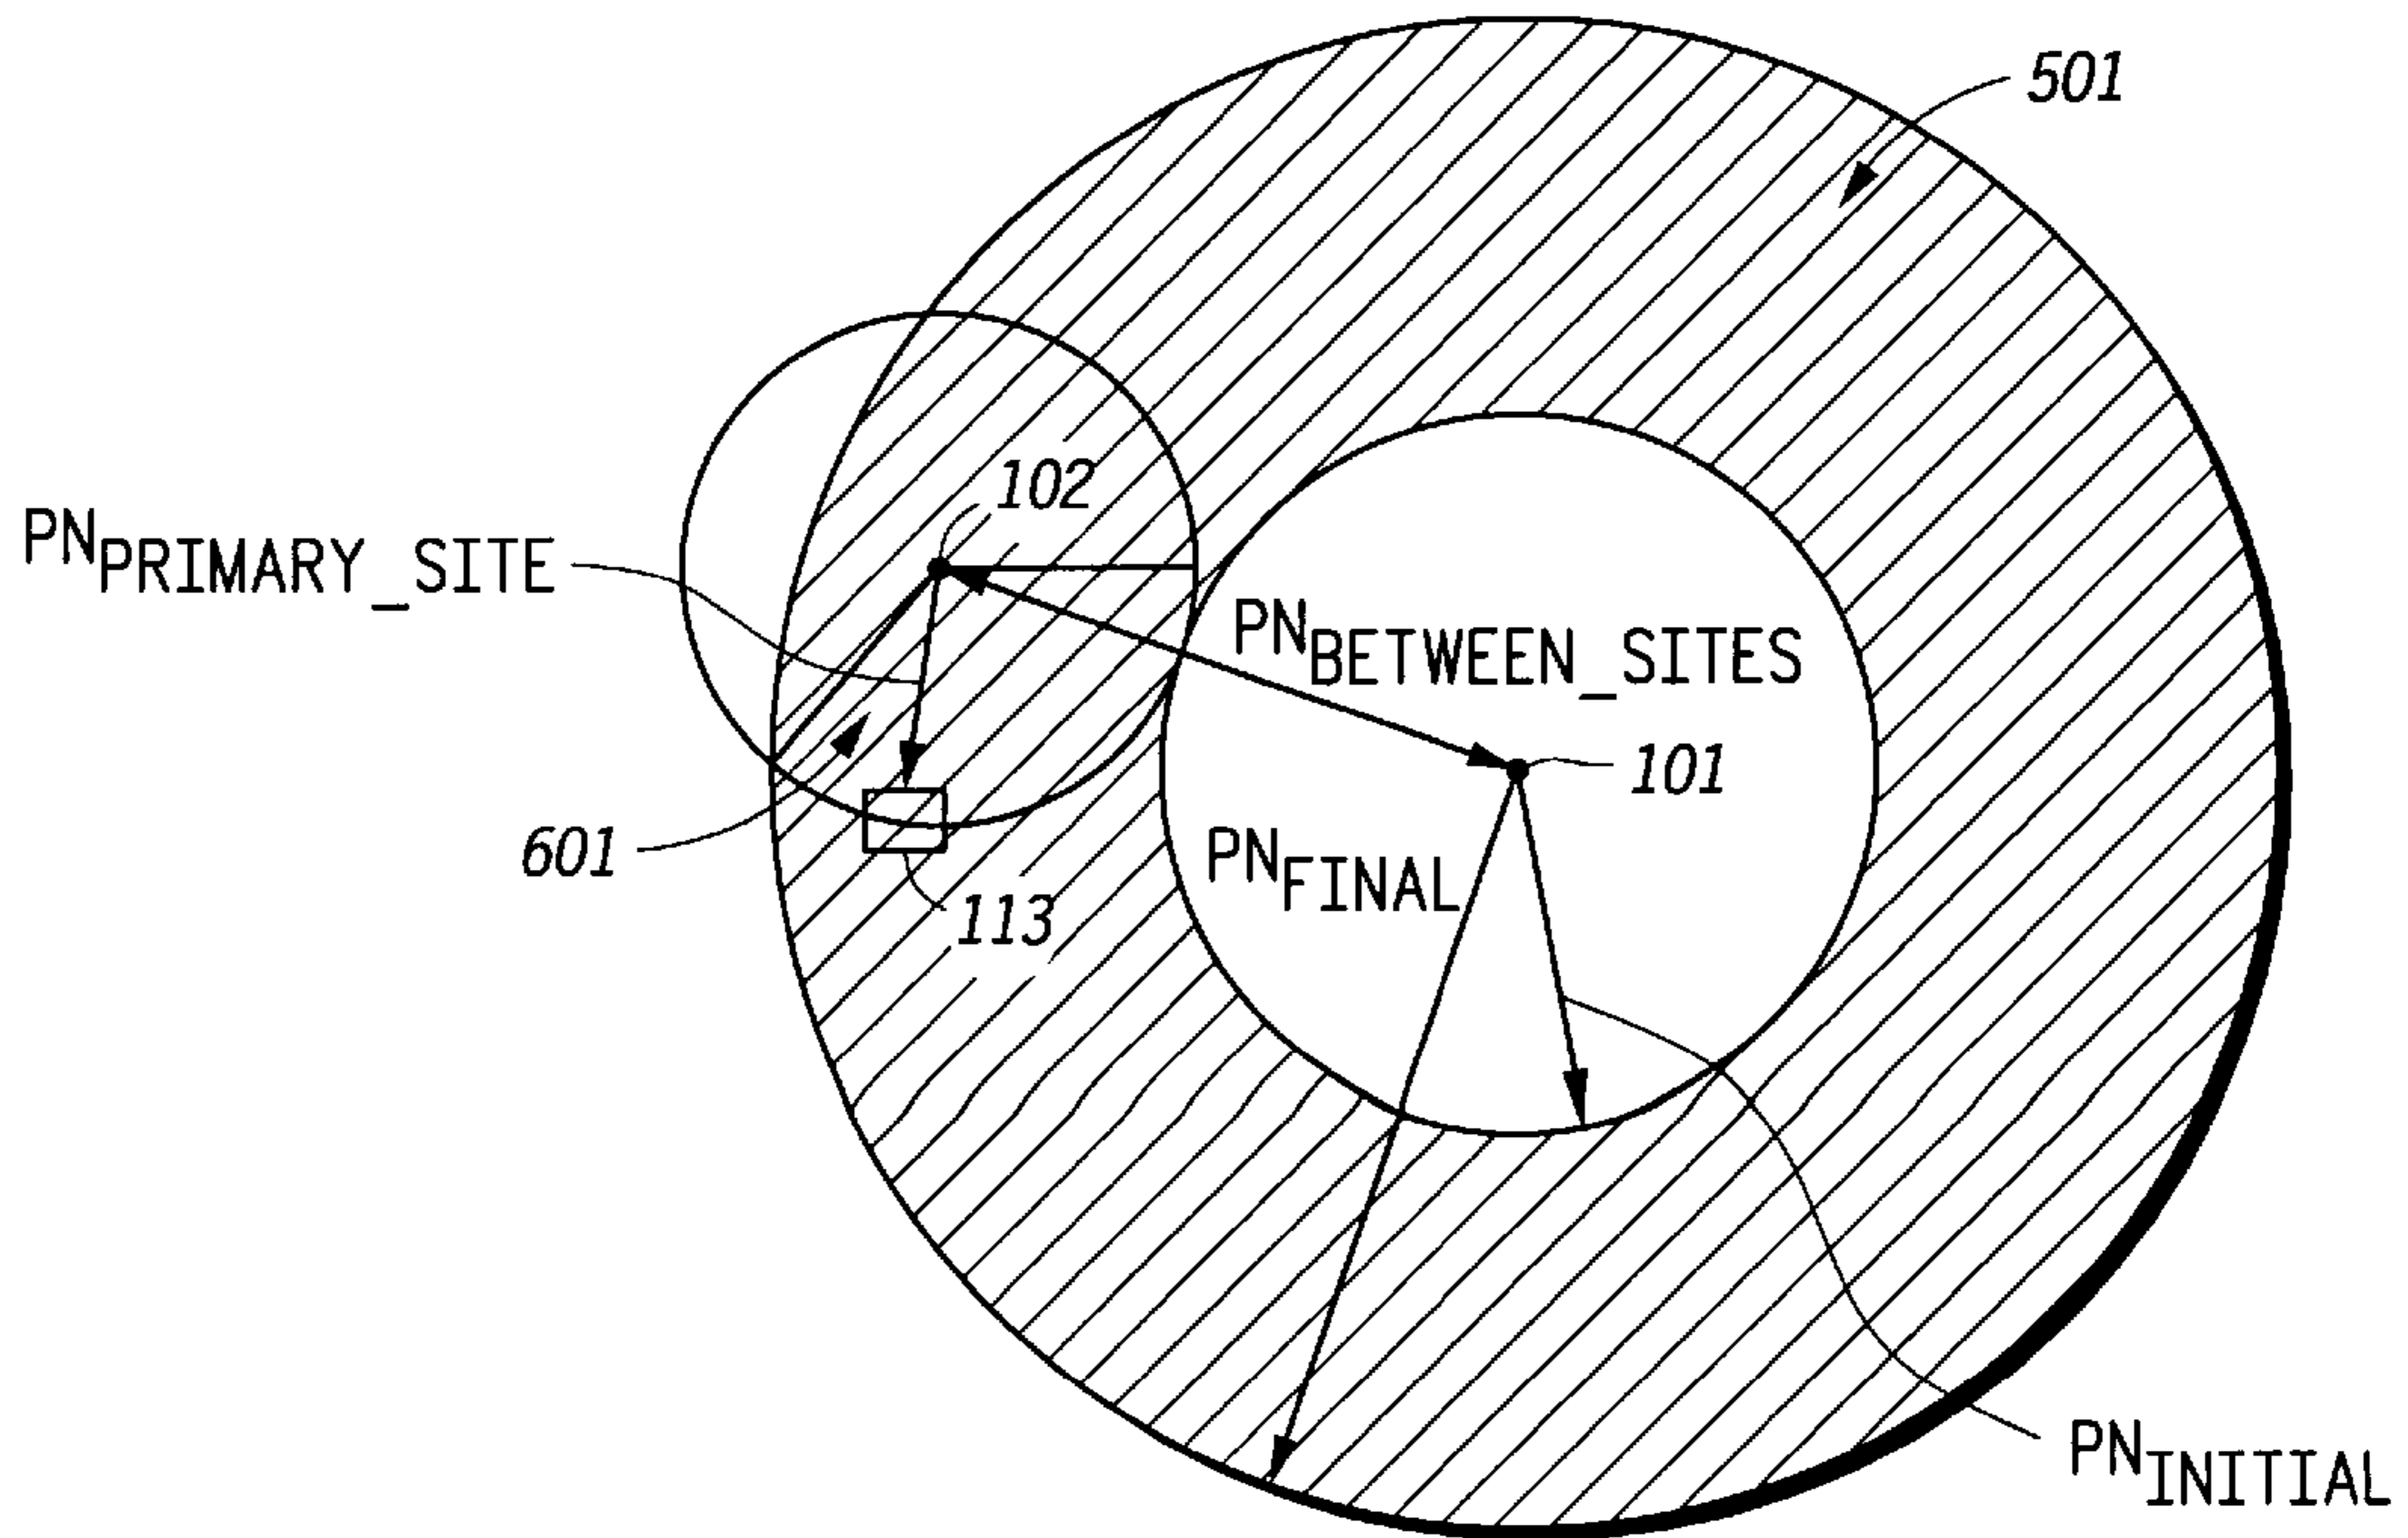 501
102
PNPRIMARY_SITE
PNBETWEEN_SITES
101
601
PNFINAL
113
PNINITIAL